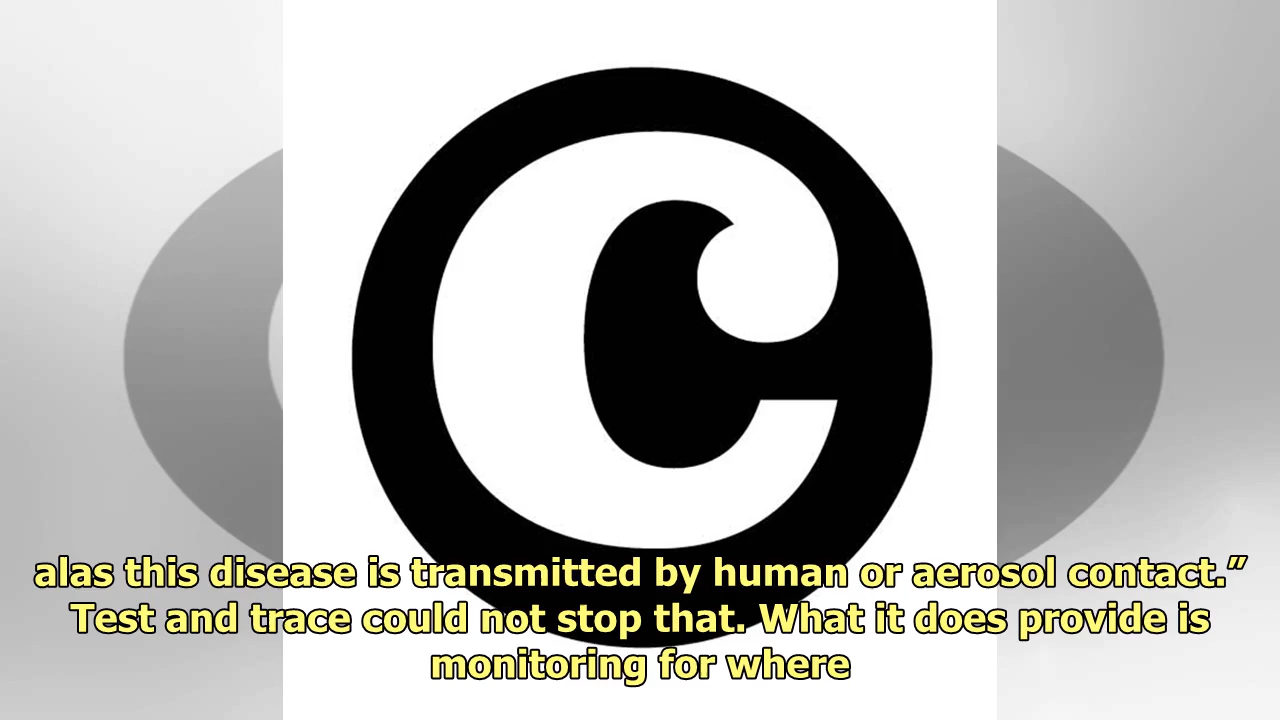 C
alas this disease is transmitted by human or aerosol contact.”
Test and trace could not stop that. What it does provide is
monitoring for where